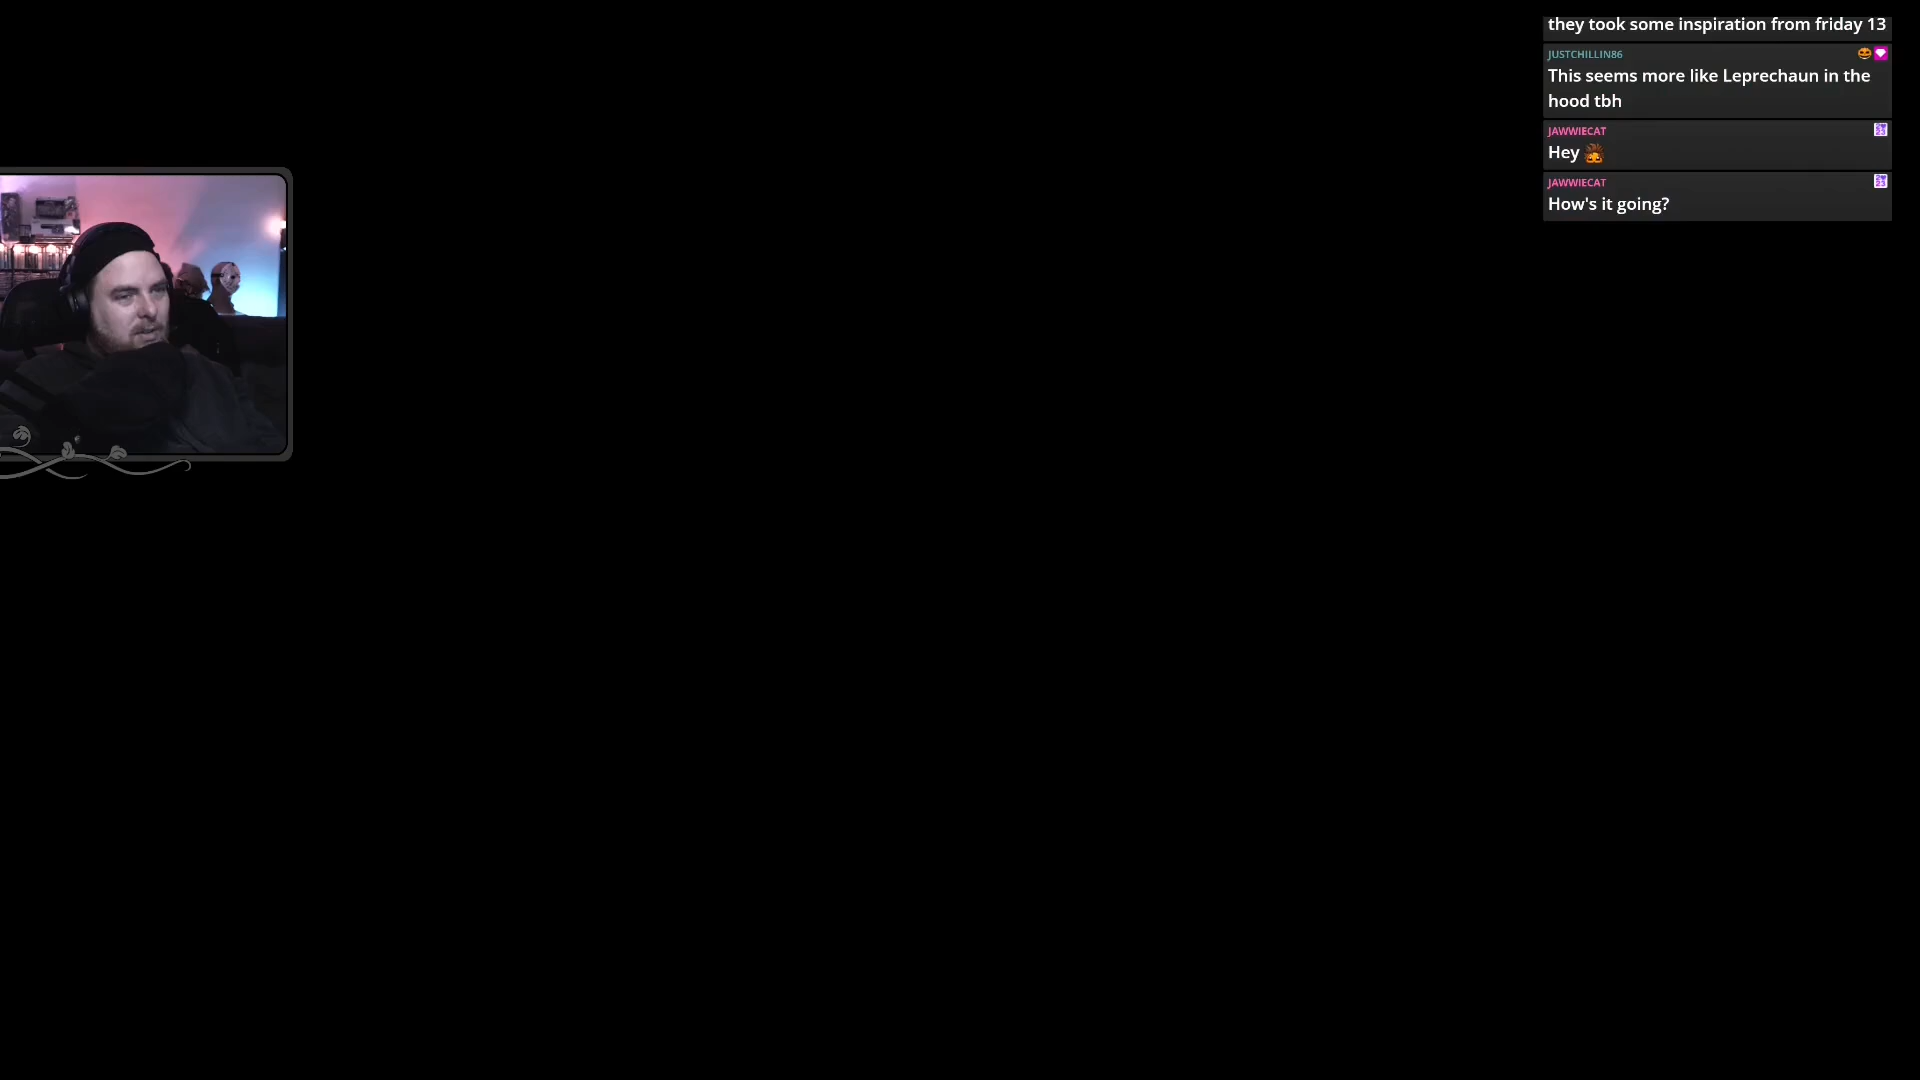 they took some inspiration from friday 13
JUSTCHILLIN86
This seems more like Leprechaun in the
hood tbh
JAWWIECAT
Hey
JAWWIECAT
How's it going?